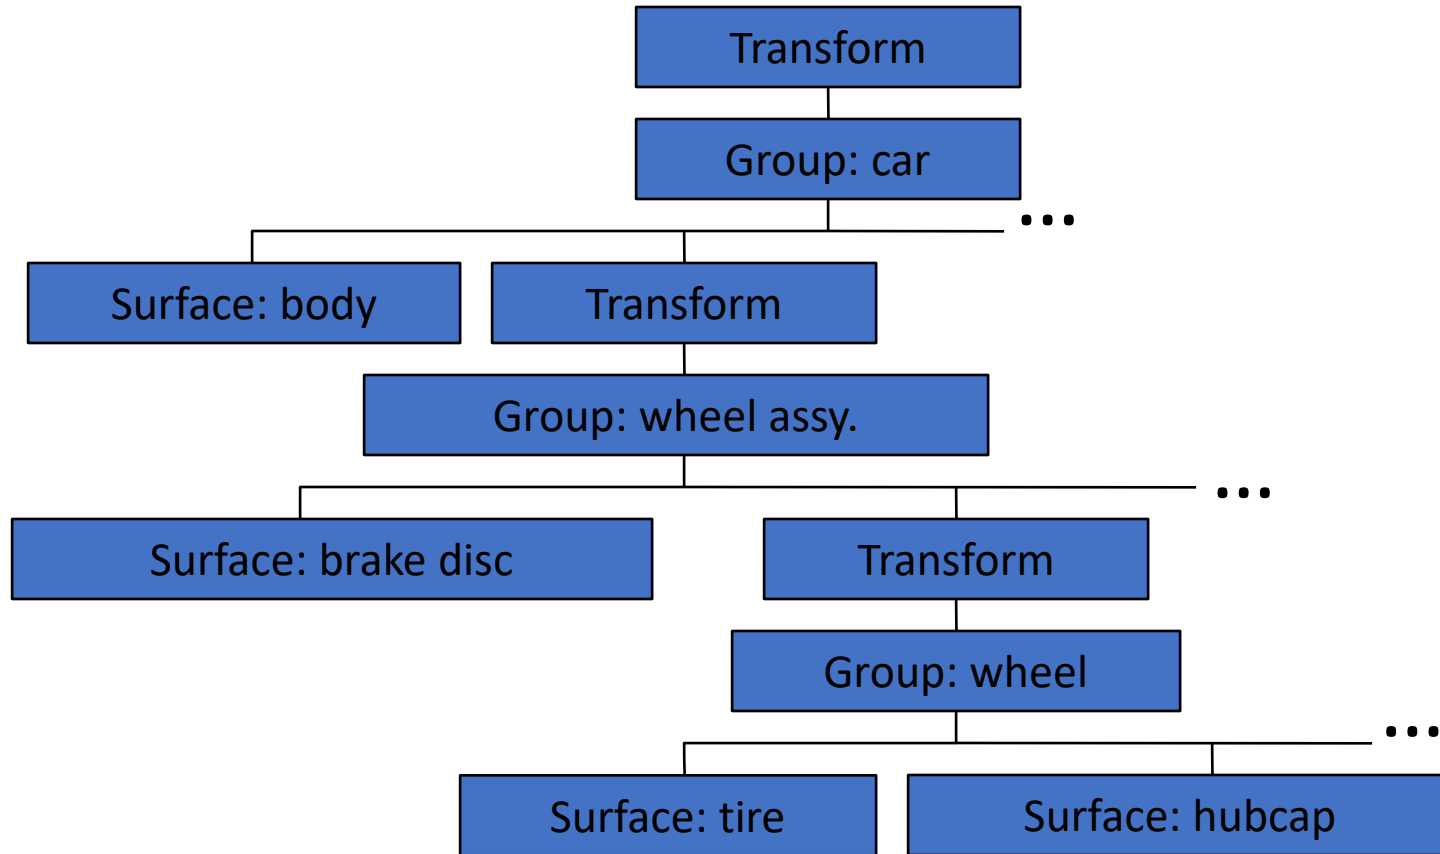 Transform
Group: car
...
Surface: body
Transform
Group: wheel assy.
...
Surface: brake disc
Transform
Group: wheel
...
Surface: tire
Surface: hubcap